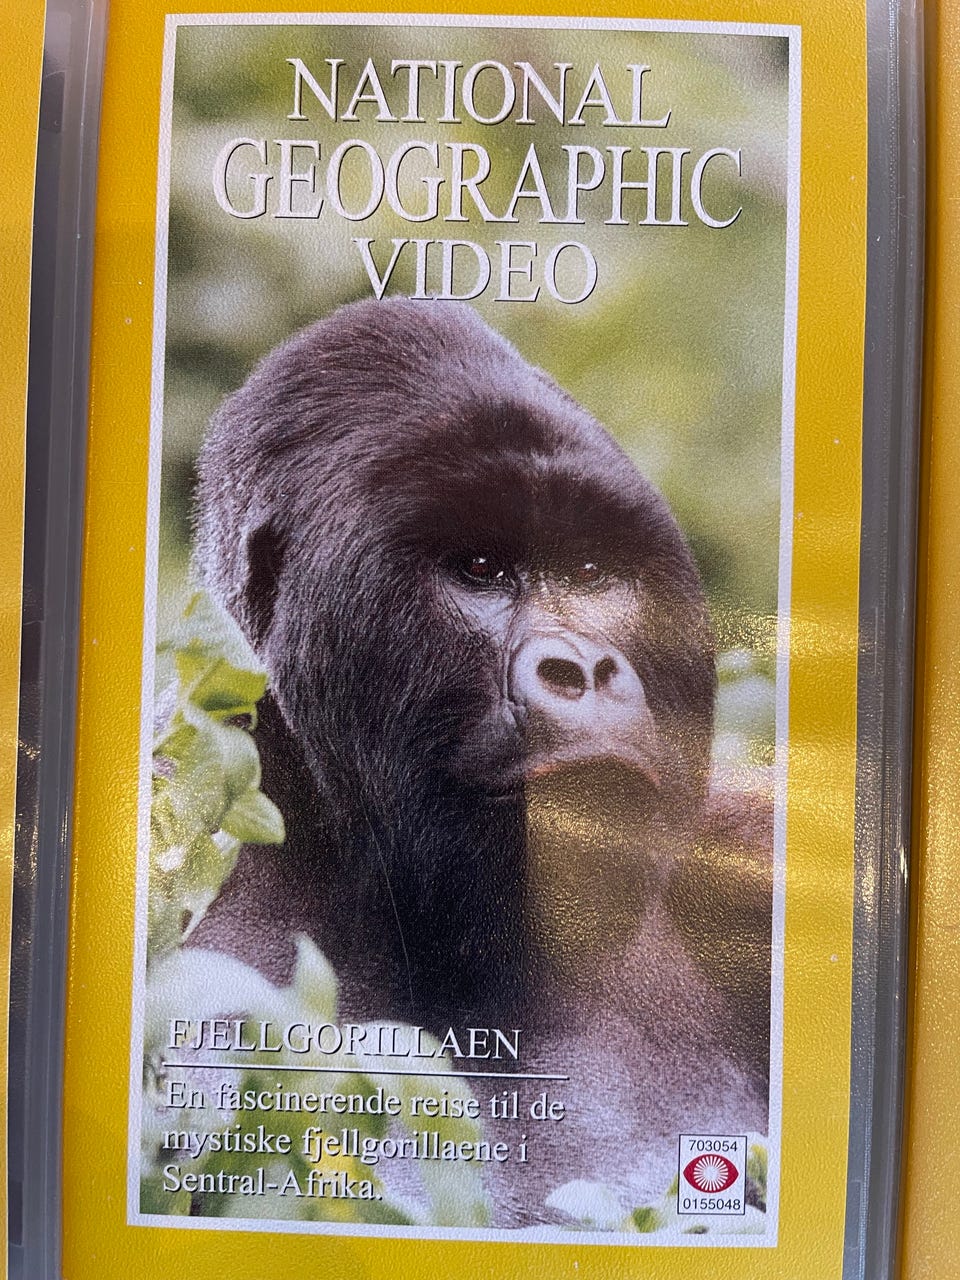 NATIONAL
GEOGRAPHIC
VIDEO
FJELLGORILLAEN
En fascinerende reise til de
mystiske fjellgorillaene i
Sentral-Afrika.
703054
0155048